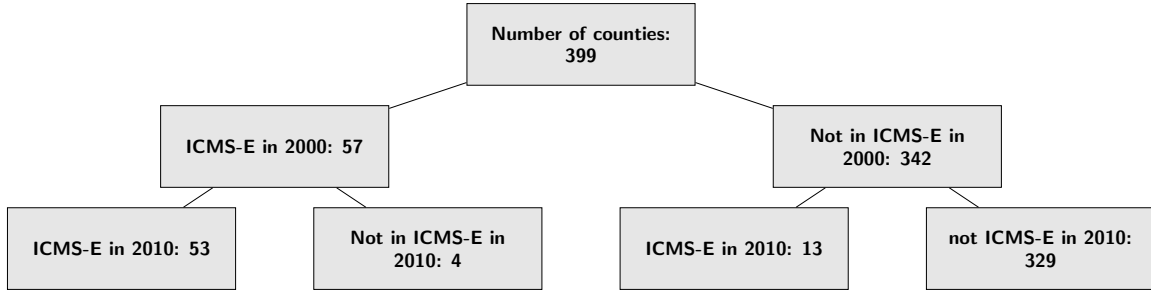 Number of counties:
399
ICMS-E in 2000: 57
Not in ICMS-E in
2000: 342
ICMS-E in 2010: 53
Not in ICMS-E in
2010: 4
ICMS-E in 2010: 13
not ICMS-E in 2010:
329